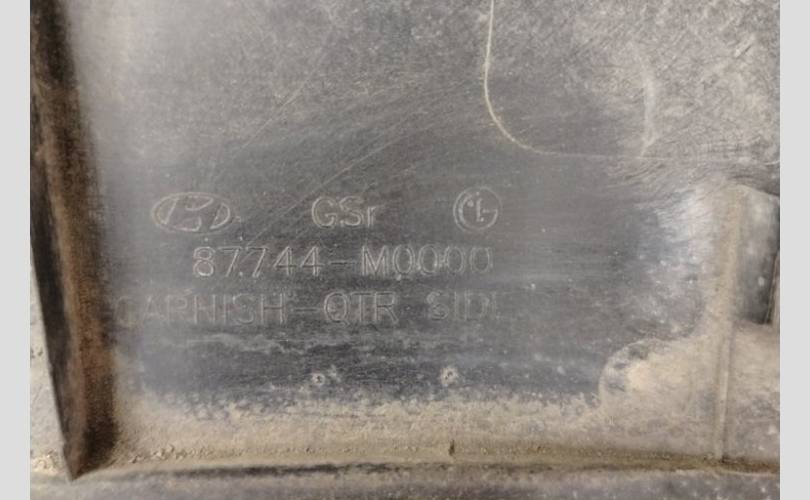 GSr
87744-M0000
GARNISH-QTR SIDE